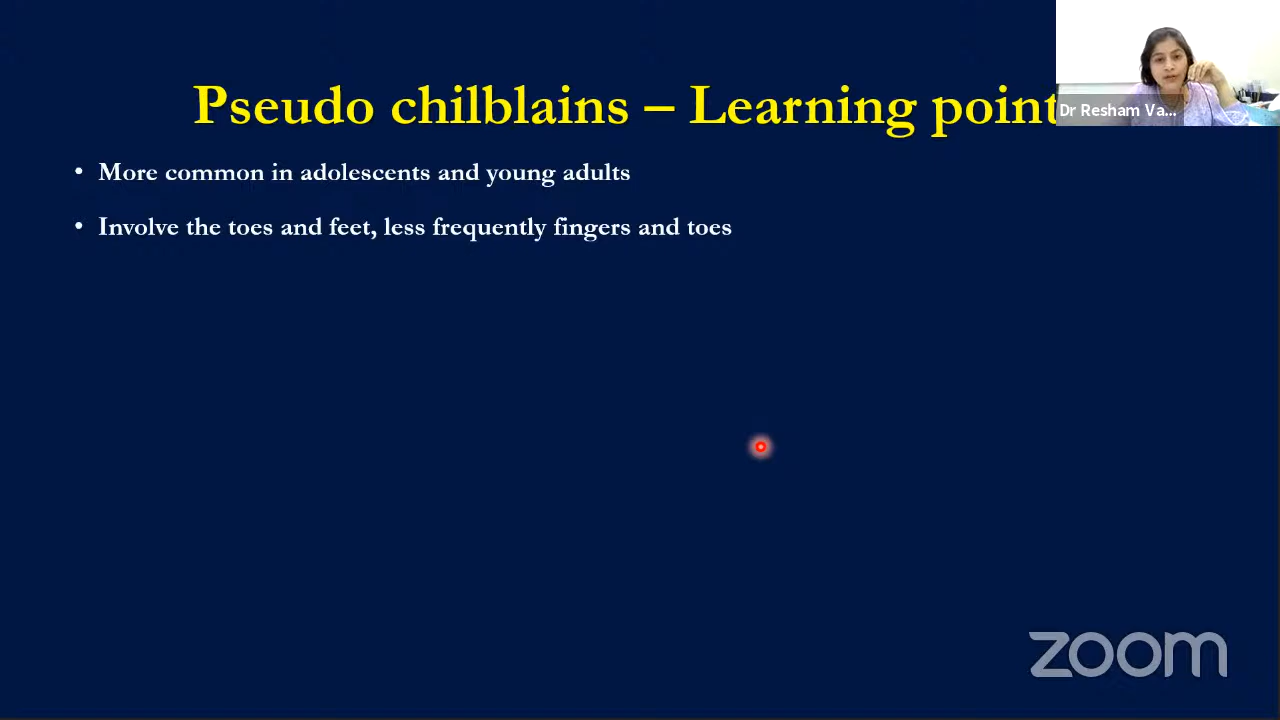 Pseudo chilblains – Learning point
Dr Resham Va...
• More common in adolescents and young adults
• Involve the toes and feet, less frequently fingers and toes
zoom